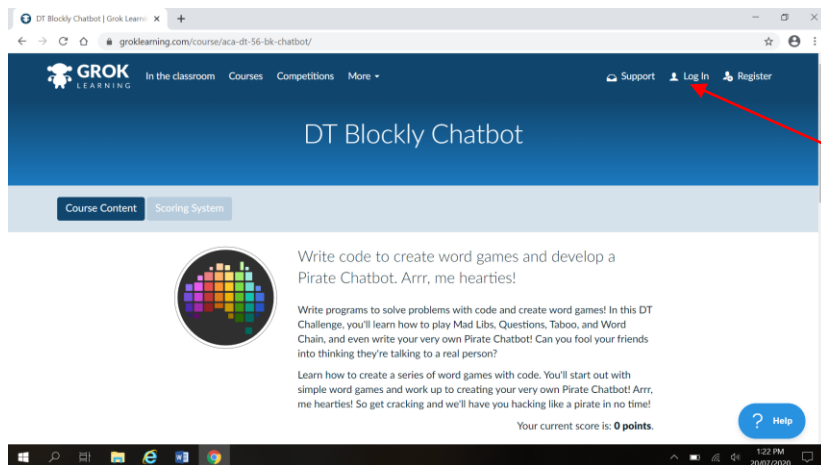 DT Blockly Chatbot | Grok Learni
groklearning.com/course/aca-dt-56-bk-chatbot/
GROK
LEARNING
In the classroom Courses Competitions More
Support Log In Register
DT Blockly Chatbot
Course Content Scoring System
Write code to create word games and develop a
Pirate Chatbot. Arrr, me hearties!
Write programs to solve problems with code and create word games! In this DT
Challenge, you'll learn how to play Mad Libs, Questions, Taboo, and Word
Chain, and even write your very own Pirate Chatbot! Can you fool your friends
into thinking they're talking to a real person?
Learn how to create a series of word games with code. You'll start out with
simple word games and work up to creating your very own Pirate Chatbot! Arrr,
me hearties! So get cracking and we'll have you hacking like a pirate in no time!
Your current score is: 0 points.
? Help
1:22 PM
20/07/2020